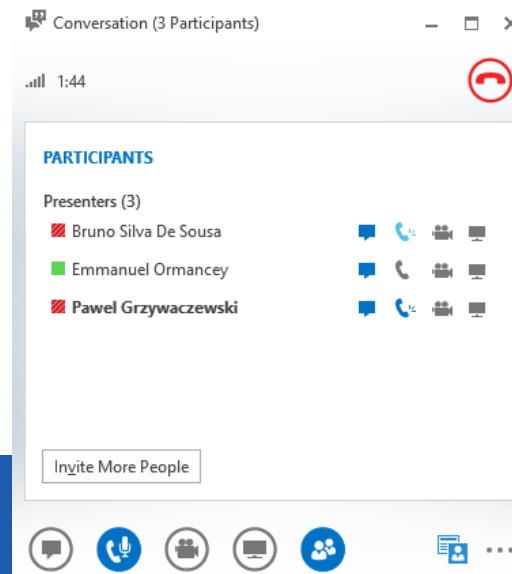 Conversation (3 Participants)
1:44
PARTICIPANTS
Presenters (3)
Bruno Silva De Sousa
Emmanuel Ormancey
Pawel Grzywaczewski
Invite More People